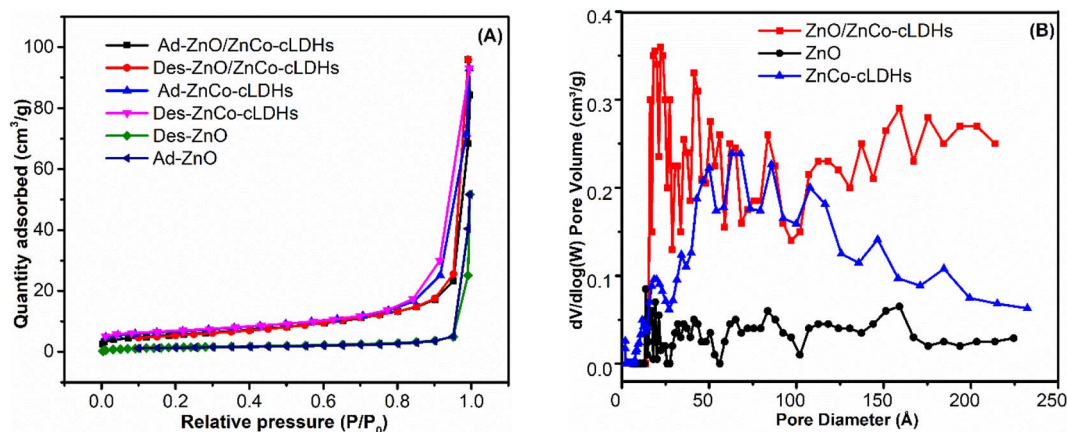 (A)
Ad-ZnO/ZnCo-cLDHs
Des-ZnO/ZnCo-cLDHs
Ad-ZnCo-cLDHs
Des-ZnCo-cLDHs
Des-ZnO
Ad-ZnO
Quantity adsorbed (cm³/g)
100
80
60
40
20
0
0.0 0.2 0.4 0.6 0.8 1.0
Relative pressure (P/P₀)
(B)
ZnO/ZnCo-cLDHs
ZnO
ZnCo-cLDHs
dV/dlog(W) Pore Volume (cm³/g)
0.4
0.3
0.2
0.1
0.0
0 50 100 150 200 250
Pore Diameter (Å)